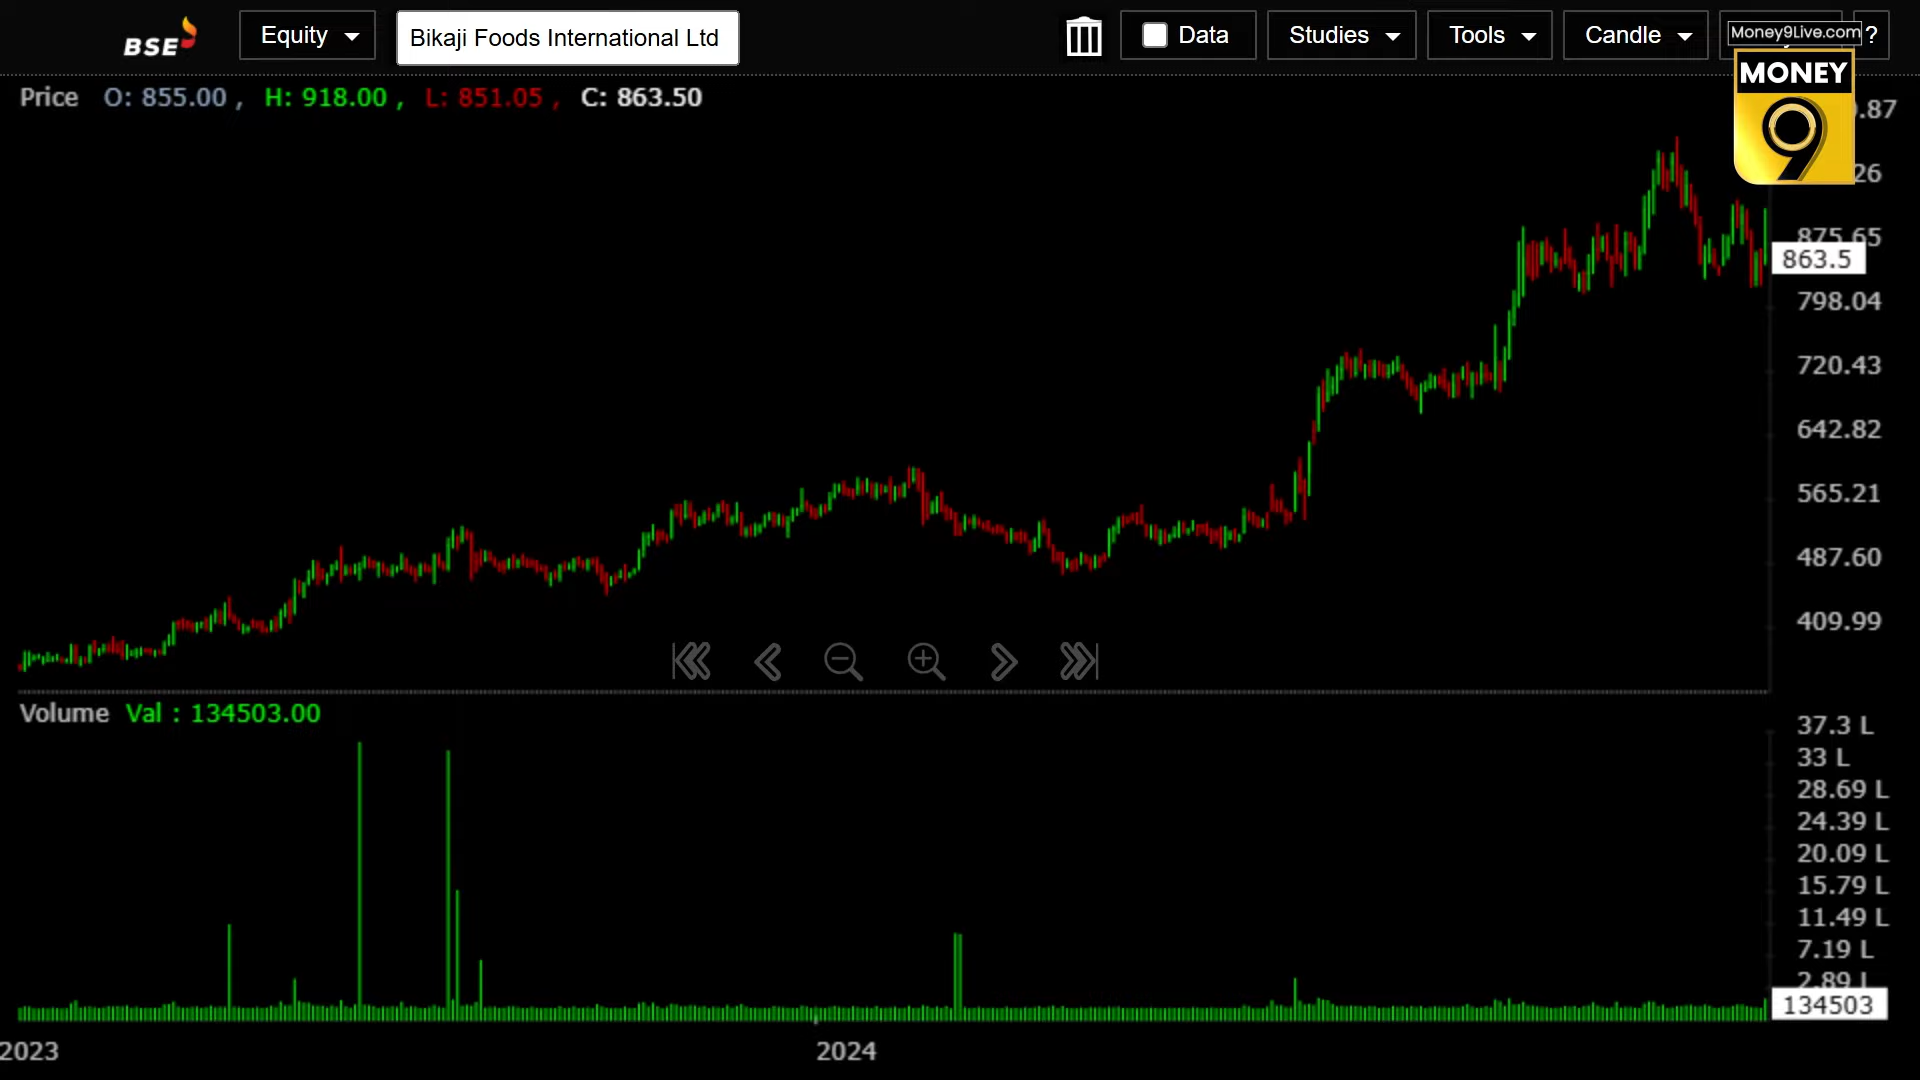 BSE
Equity
Bikaji Foods International Ltd
Data
Studies
Tools
Candle
Money9Live.com
?
MONEY
9
Price O: 855.00 , H: 918.00 , L: 851.05 , C: 863.50
875.65
863.5
798.04
720.43
642.82
565.21
487.60
409.99
Volume Val : 134503.00
37.3 L
33 L
28.69 L
24.39 L
20.09 L
15.79 L
11.49 L
7.19 L
2.89 L
134503
2023
2024